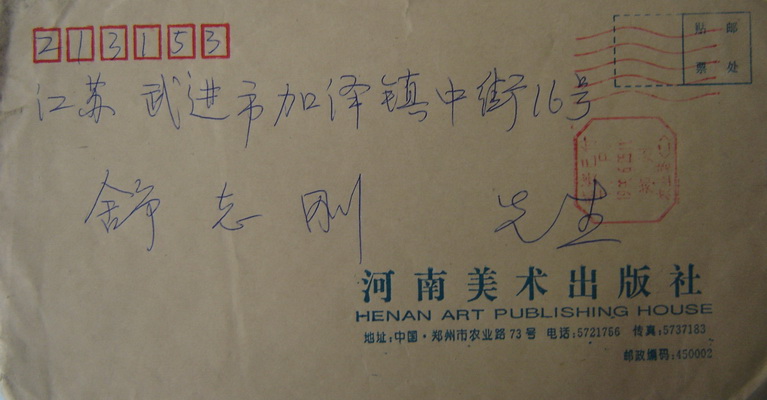 213153
贴邮票处
江苏 武进市加泽镇中街16号
舒志刚 先生
河南美术出版社
HENAN ART PUBLISHING HOUSE
地址:中国·郑州市农业路73号 电话:5721756 传真:5737183
邮政编码:450002